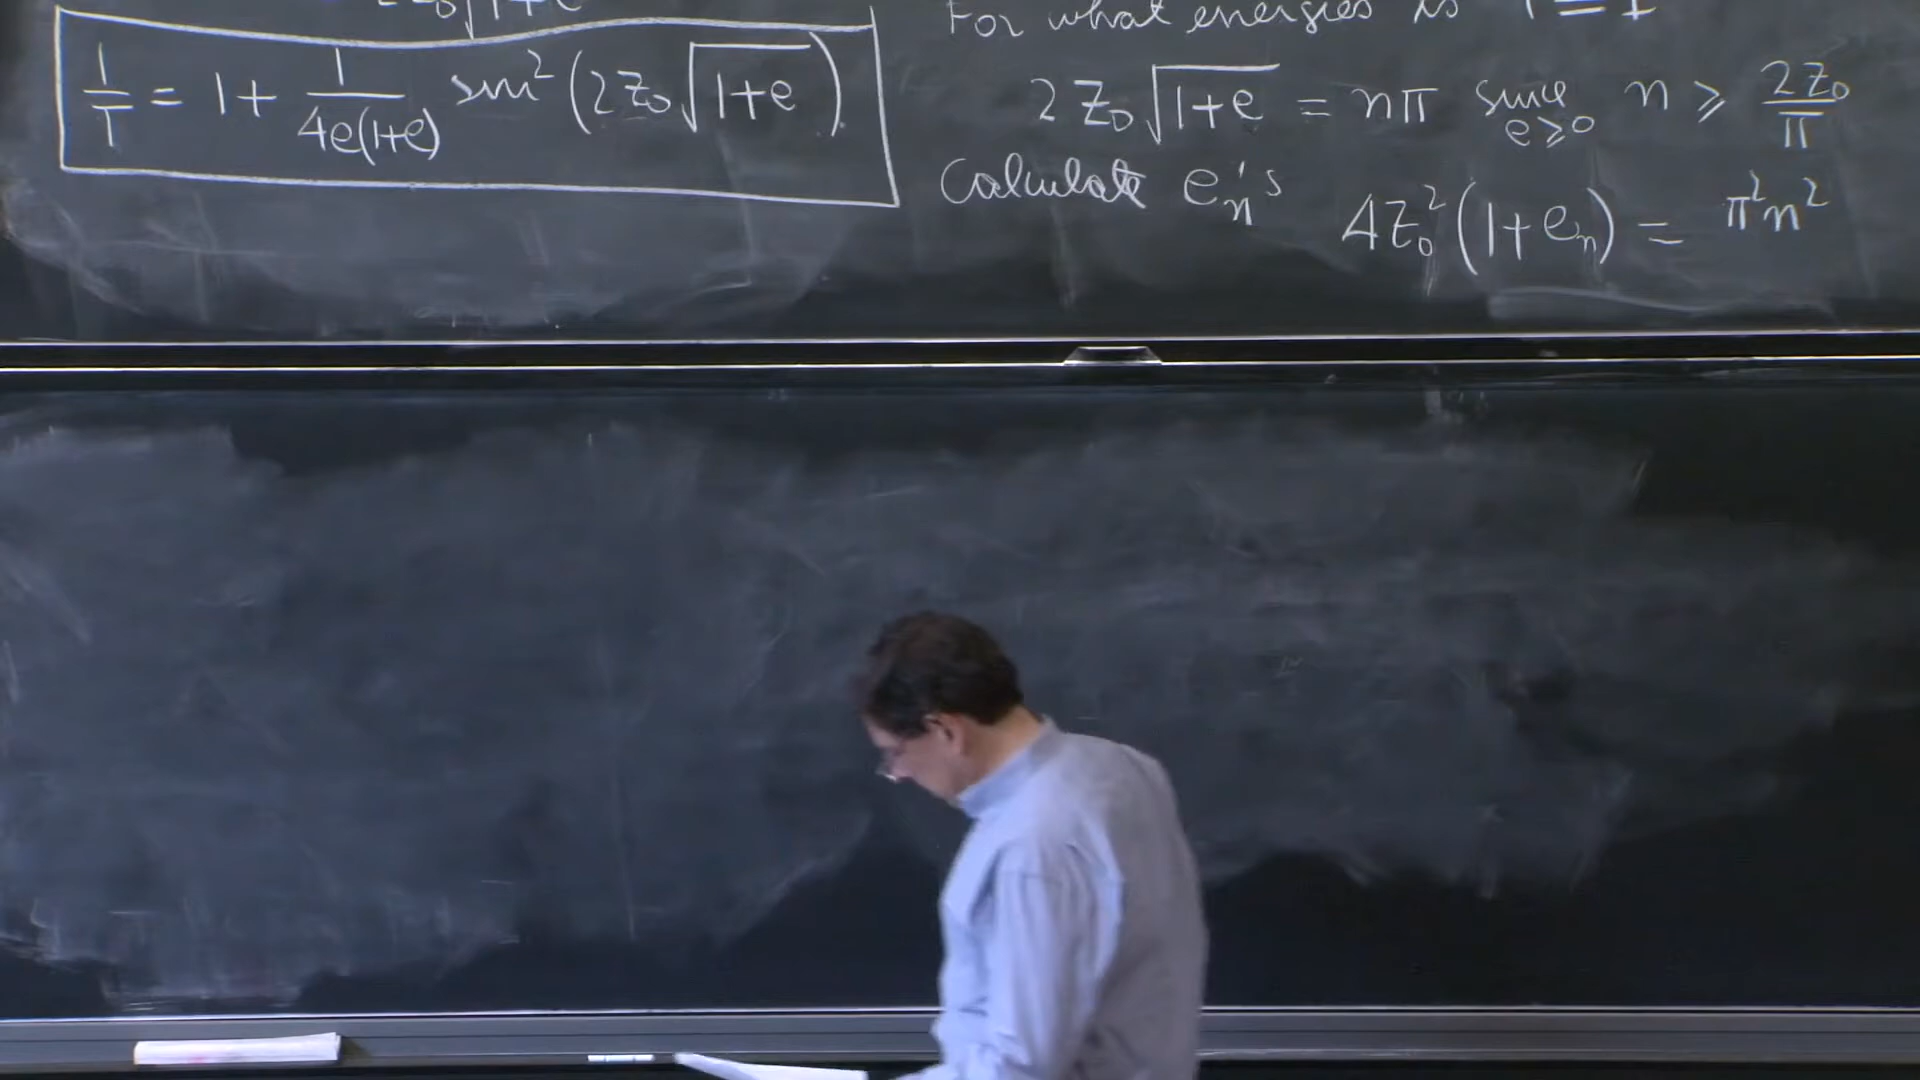 1/T = 1 + 1/(4e(1+e)) sin² (2z₀√(1+e))
For what energies is T = 1
2z₀√(1+e) = nπ since e ⩾ 0 n ⩾ 2z₀/π
Calculate eₙ's
4z₀²(1+eₙ) = π²n²